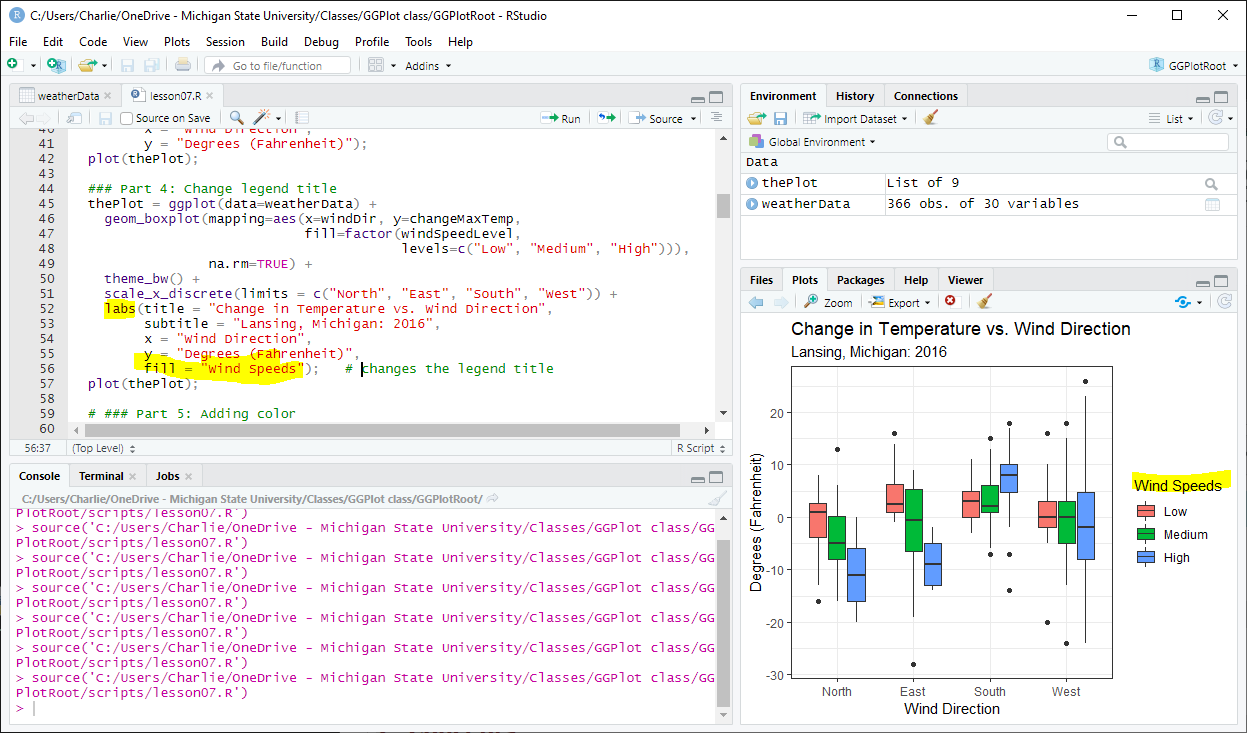 C:/Users/Charlie/OneDrive - Michigan State University/Classes/GGPlot class/GGPlotRoot - RStudio
File Edit Code View Plots Session Build Debug Profile Tools Help
Go to file/function Addins GGPlotRoot
weatherData lesson07.R
Source on Save Run Source
40 x = "Wind Direction",
41 y = "Degrees (Fahrenheit)");
42 plot(thePlot);
43
44 ### Part 4: Change legend title
45 thePlot = ggplot(data=weatherData) +
46 geom_boxplot(mapping=aes(x=windDir, y=changeMaxTemp,
47 fill=factor(windSpeedLevel,
48 levels=c("Low", "Medium", "High"))),
49 na.rm=TRUE) +
50 theme_bw() +
51 scale_x_discrete(limits = c("North", "East", "South", "West")) +
52 labs(title = "Change in Temperature vs. Wind Direction",
53 subtitle = "Lansing, Michigan: 2016",
54 x = "Wind Direction",
55 y = "Degrees (Fahrenheit)",
56 fill = "Wind Speeds"); # changes the legend title
57 plot(thePlot);
58
59 # ### Part 5: Adding color
60
56:37 (Top Level) R Script
Console Terminal Jobs
C:/Users/Charlie/OneDrive - Michigan State University/Classes/GGPlot class/GGPlotRoot/
PlotRoot/scripts/lesson07.R')
> source('C:/Users/Charlie/OneDrive - Michigan State University/Classes/GGPlot class/GG
PlotRoot/scripts/lesson07.R')
> source('C:/Users/Charlie/OneDrive - Michigan State University/Classes/GGPlot class/GG
PlotRoot/scripts/lesson07.R')
> source('C:/Users/Charlie/OneDrive - Michigan State University/Classes/GGPlot class/GG
PlotRoot/scripts/lesson07.R')
> source('C:/Users/Charlie/OneDrive - Michigan State University/Classes/GGPlot class/GG
PlotRoot/scripts/lesson07.R')
> source('C:/Users/Charlie/OneDrive - Michigan State University/Classes/GGPlot class/GG
PlotRoot/scripts/lesson07.R')
> source('C:/Users/Charlie/OneDrive - Michigan State University/Classes/GGPlot class/GG
PlotRoot/scripts/lesson07.R')
>
Environment History Connections
Import Dataset List
Global Environment
Data
thePlot List of 9
weatherData 366 obs. of 30 variables
Files Plots Packages Help Viewer
Zoom Export
Change in Temperature vs. Wind Direction
Lansing, Michigan: 2016
Degrees (Fahrenheit)
20
10
0
-10
-20
-30
North East South West
Wind Direction
Wind Speeds
Low
Medium
High